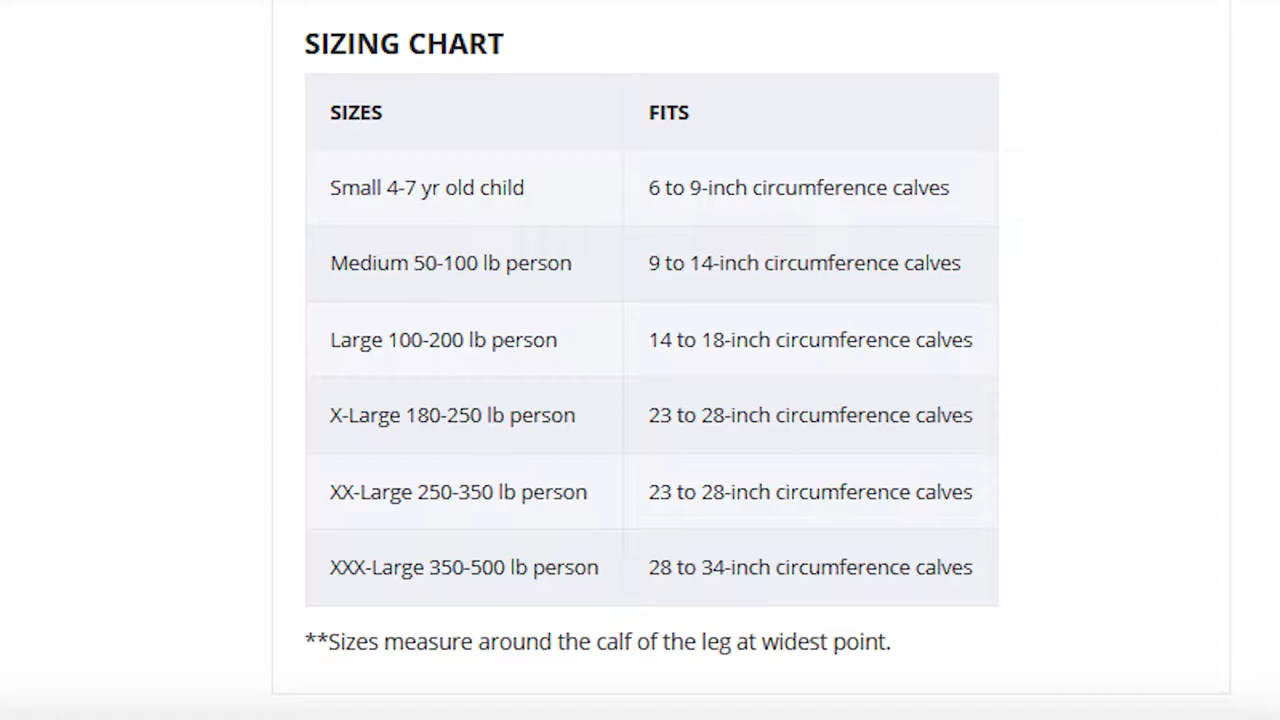 SIZING CHART
SIZES FITS
Small 4-7 yr old child 6 to 9-inch circumference calves
Medium 50-100 lb person 9 to 14-inch circumference calves
Large 100-200 lb person 14 to 18-inch circumference calves
X-Large 180-250 lb person 23 to 28-inch circumference calves
XX-Large 250-350 lb person 23 to 28-inch circumference calves
XXX-Large 350-500 lb person 28 to 34-inch circumference calves
**Sizes measure around the calf of the leg at widest point.